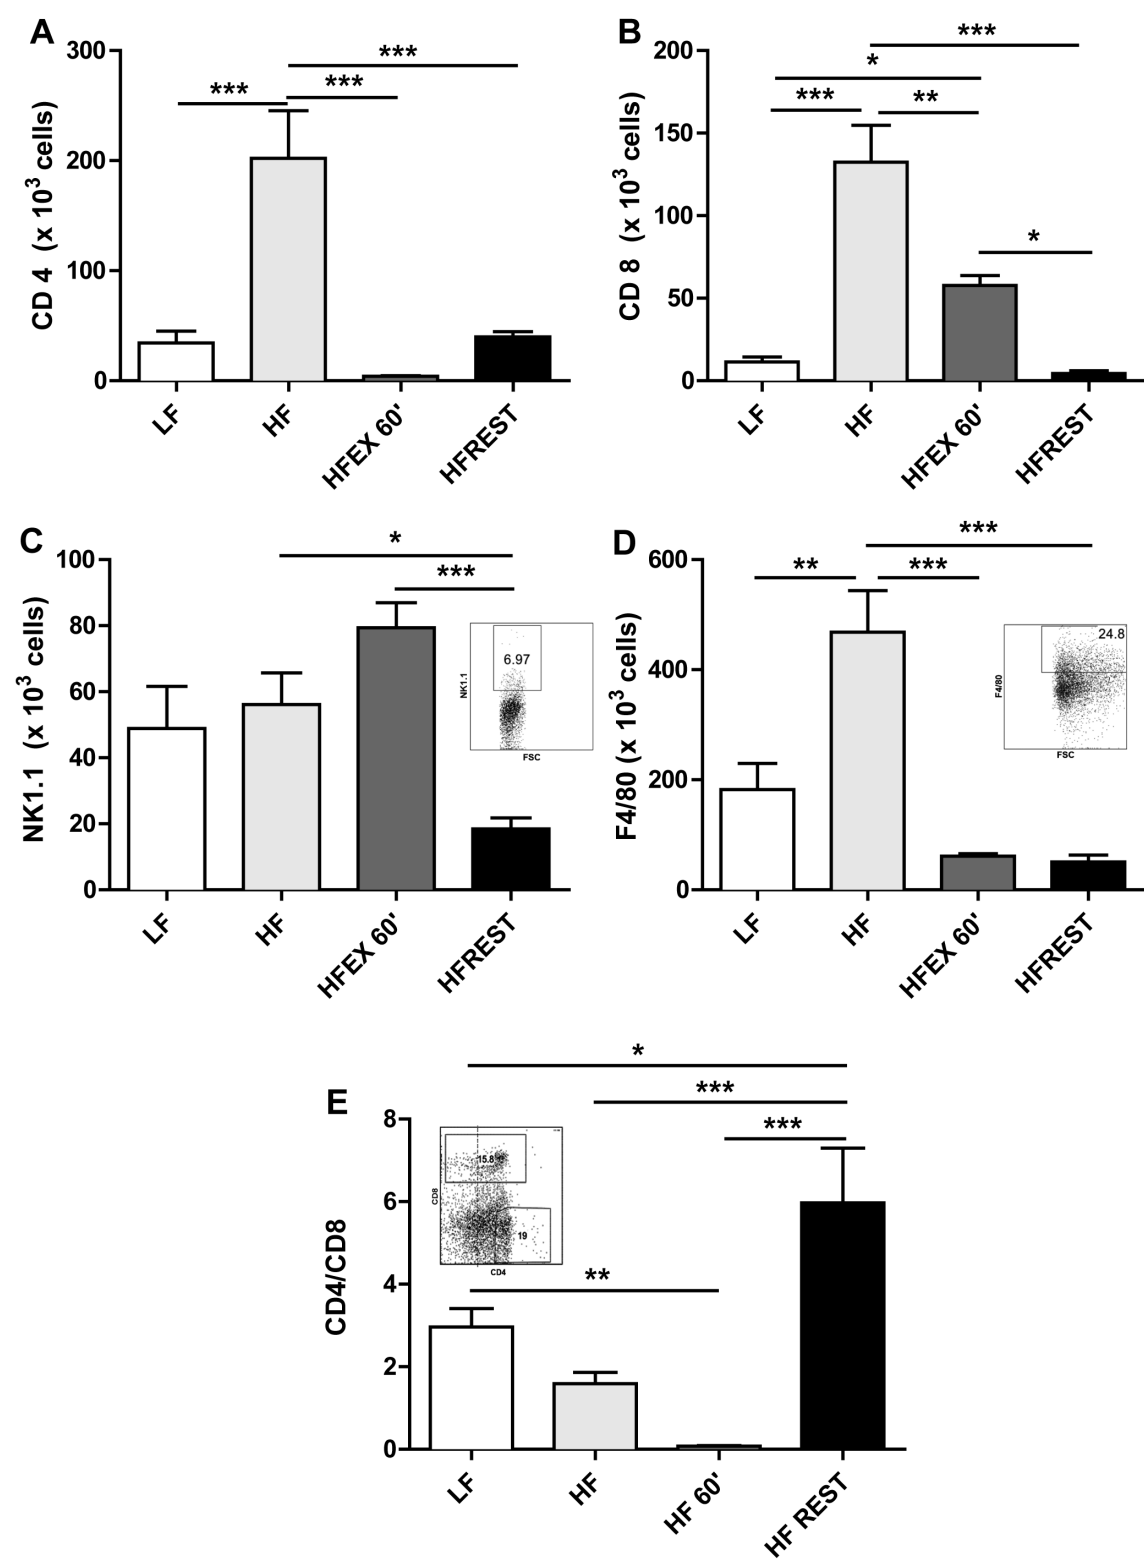 A
300
200
100
0
CD 4 (x 10³ cells)
***
***
***
LF
HF
HFEX 60'
HFREST
B
200
150
100
50
0
CD 8 (x 10³ cells)
***
*
***
**
*
LF
HF
HFEX 60'
HFREST
C
100
80
60
40
20
0
NK1.1 (x 10³ cells)
*
***
NK1.1
6.97
FSC
LF
HF
HFEX 60'
HFREST
D
600
400
200
0
F4/80 (x 10³ cells)
***
**
***
F4/80
24.8
FSC
LF
HF
HFEX 60'
HFREST
E
8
6
4
2
0
CD4/CD8
*
***
***
**
CD8
15.8
19
CD4
LF
HF
HF 60'
HF REST